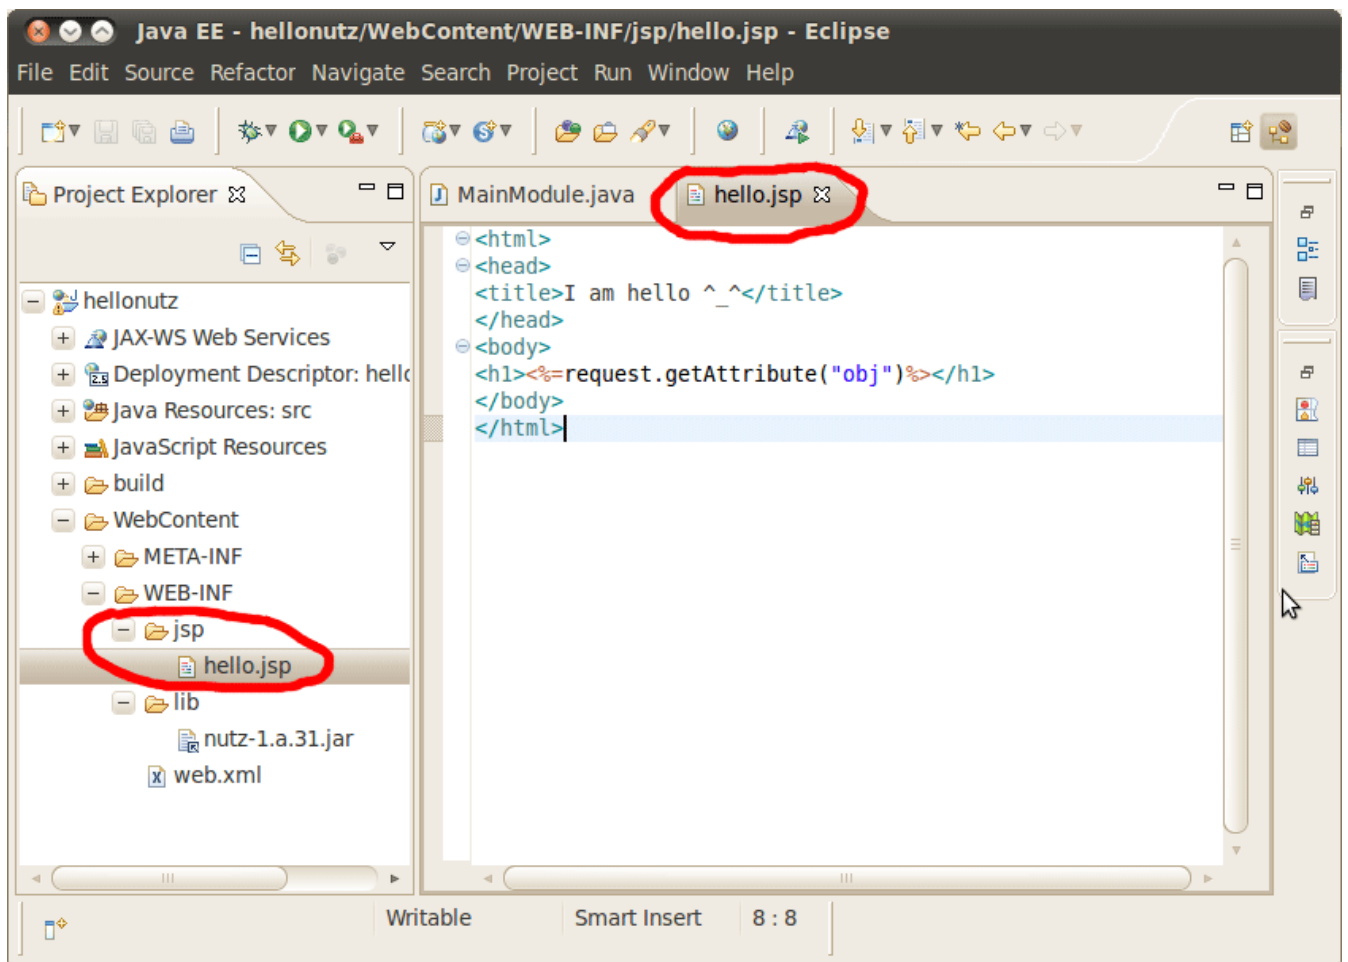 Java EE - hellonutz/WebContent/WEB-INF/jsp/hello.jsp - Eclipse
File Edit Source Refactor Navigate Search Project Run Window Help
Project Explorer
hellonutz
JAX-WS Web Services
2.5 Deployment Descriptor: hello
Java Resources: src
JavaScript Resources
build
WebContent
META-INF
WEB-INF
jsp
hello.jsp
lib
nutz-1.a.31.jar
web.xml
MainModule.java hello.jsp
<html>
<head>
<title>I am hello ^_^</title>
</head>
<body>
<h1><%=request.getAttribute("obj")%></h1>
</body>
</html>
Writable Smart Insert 8 : 8